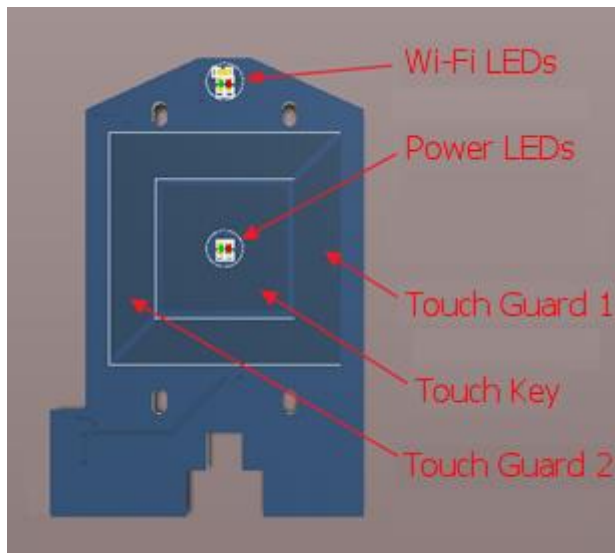 Wi-Fi LEDs
Power LEDs
Touch Guard 1
Touch Key
Touch Guard 2